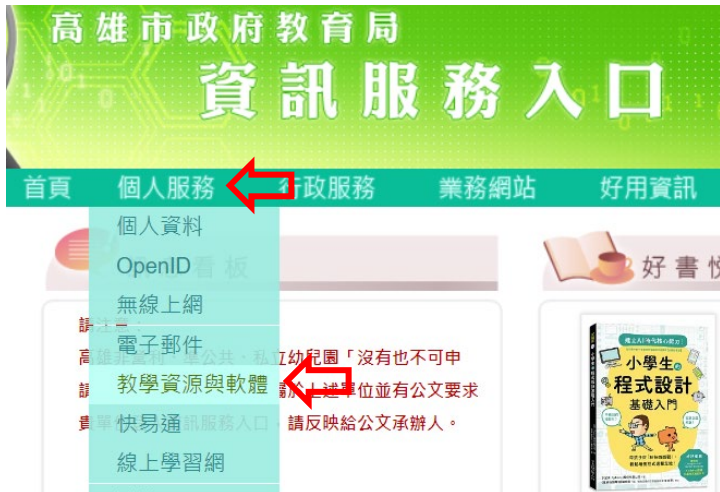 高雄市政府教育局
資訊服務入口
首頁 個人服務 行政服務 業務網站 好用資訊
個人資料
OpenID
無線上網
電子郵件
教學資源與軟體
快易通
線上學習網
看板
請注意
私立幼兒園「沒有也不可申
屬於上述單位並有公文要求
訊服務入口，請反映給公文承辦人。
好書悅
小學生的
程式設計
基礎入門